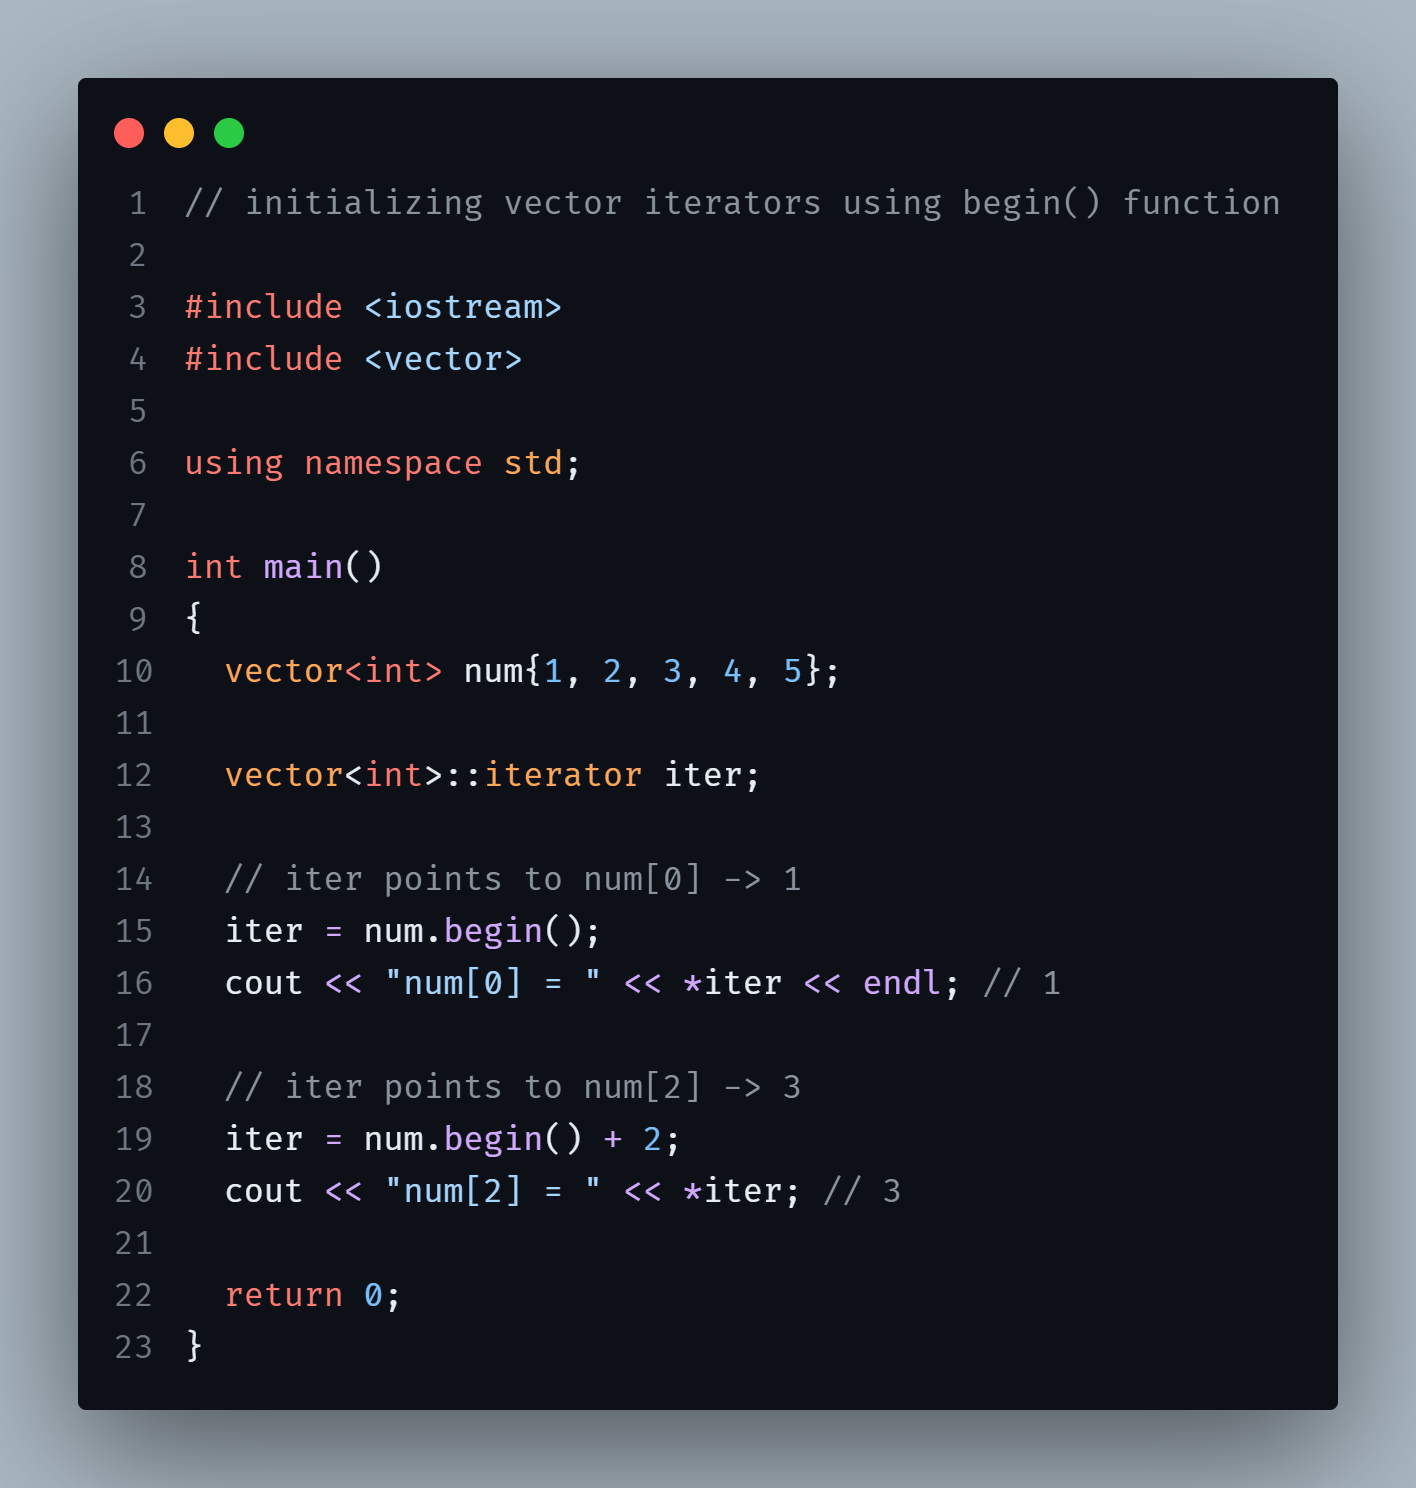 1 // initializing vector iterators using begin() function
2
3 #include <iostream>
4 #include <vector>
5
6 using namespace std;
7
8 int main()
9 {
10   vector<int> num{1, 2, 3, 4, 5};
11
12   vector<int>::iterator iter;
13
14   // iter points to num[0] -> 1
15   iter = num.begin();
16   cout << "num[0] = " << *iter << endl; // 1
17
18   // iter points to num[2] -> 3
19   iter = num.begin() + 2;
20   cout << "num[2] = " << *iter; // 3
21
22   return 0;
23 }